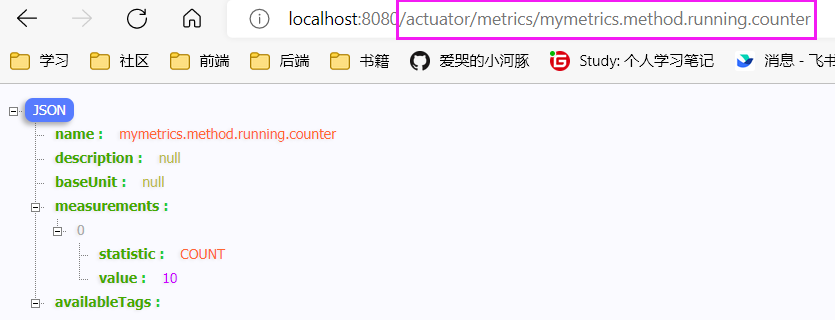 localhost:8080/actuator/metrics/mymetrics.method.running.counter
学习 社区 前端 后端 书籍 爱哭的小河豚 G Study: 个人学习笔记 消息 - 飞书
JSON
name : mymetrics.method.running.counter
description : null
baseUnit : null
measurements :
0
statistic : COUNT
value : 10
availableTags :